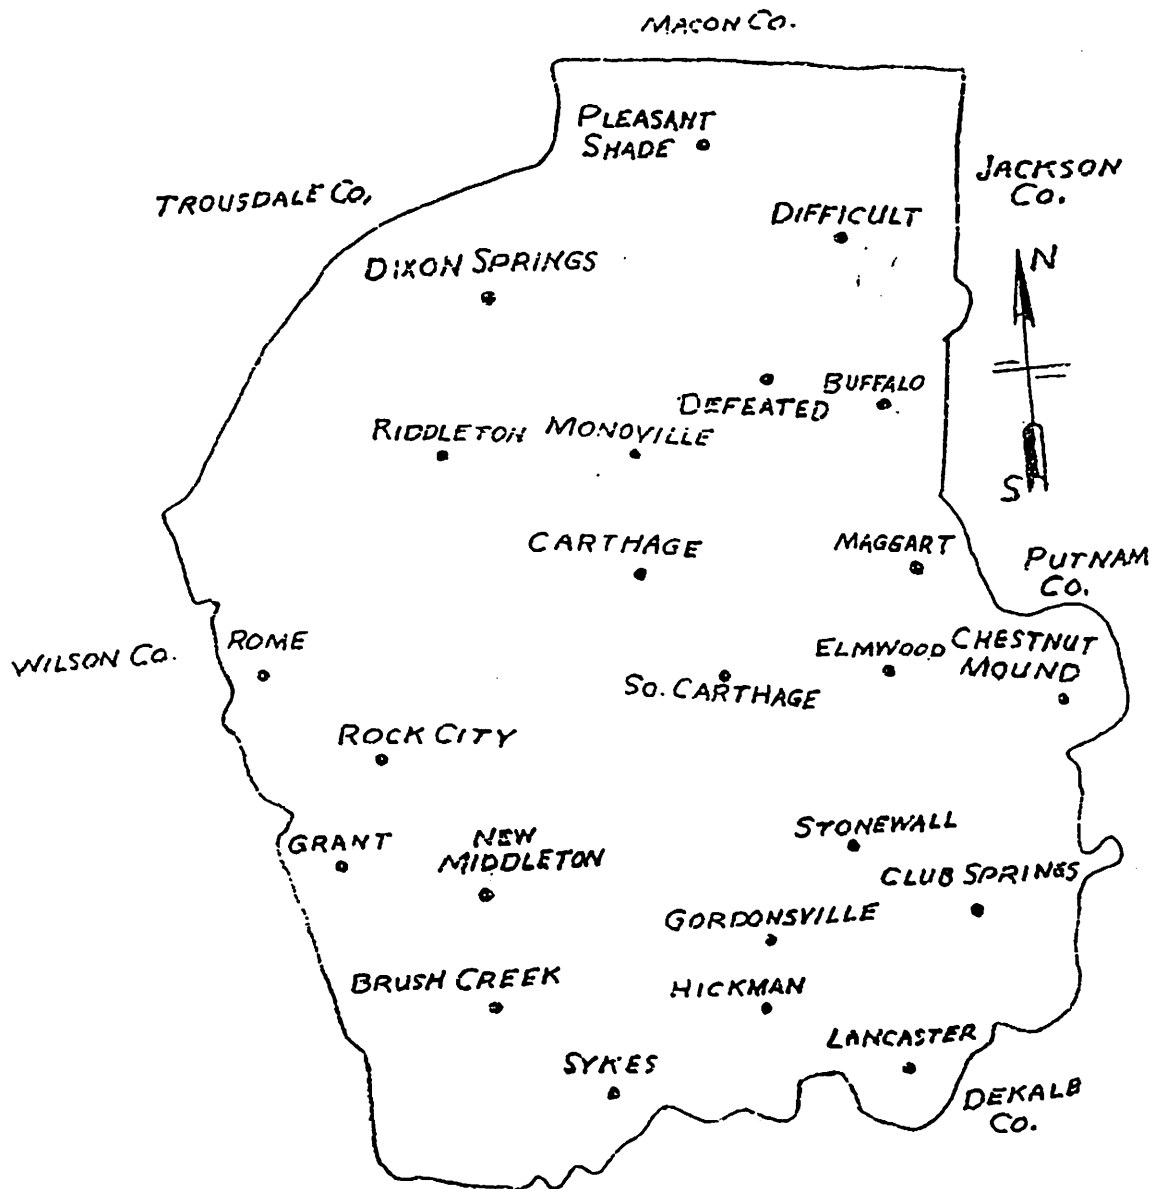 MACON CO.
PLEASANT
SHADE
JACKSON
CO.
TROUSDALE CO,
DIFFICULT
DIXON SPRINGS
N
BUFFALO
DEFEATED
RIDDLETON
MONOVILLE
S
CARTHAGE
MAGGART
PUTNAM
CO.
WILSON CO.
ROME
ELMWOOD
CHESTNUT
MOUND
SO. CARTHAGE
ROCK CITY
STONEWALL
GRANT
NEW
MIDDLETON
CLUB SPRINGS
GORDONSVILLE
BRUSH CREEK
HICKMAN
LANCASTER
SYKES
DEKALB
CO.